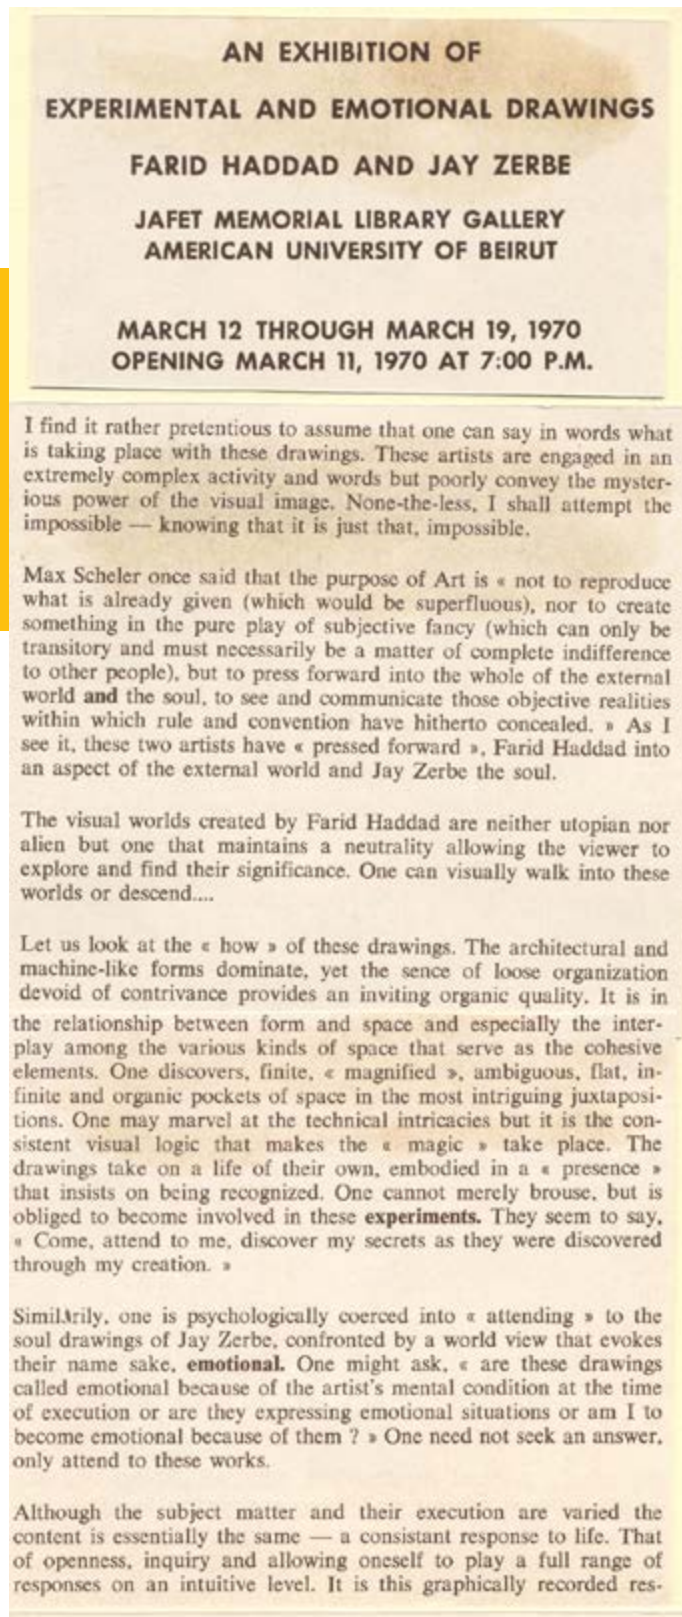 AN EXHIBITION OF
EXPERIMENTAL AND EMOTIONAL DRAWINGS
FARID HADDAD AND JAY ZERBE
JAFET MEMORIAL LIBRARY GALLERY
AMERICAN UNIVERSITY OF BEIRUT
MARCH 12 THROUGH MARCH 19, 1970
OPENING MARCH 11, 1970 AT 7:00 P.M.
I find it rather pretentious to assume that one can say in words what
is taking place with these drawings. These artists are engaged in an
extremely complex activity and words but poorly convey the myster-
ious power of the visual image. None-the-less, I shall attempt the
impossible — knowing that it is just that, impossible.
Max Scheler once said that the purpose of Art is « not to reproduce
what is already given (which would be superfluous), nor to create
something in the pure play of subjective fancy (which can only be
transitory and must necessarily be a matter of complete indifference
to other people), but to press forward into the whole of the external
world and the soul, to see and communicate those objective realities
within which rule and convention have hitherto concealed. » As I
see it, these two artists have « pressed forward », Farid Haddad into
an aspect of the external world and Jay Zerbe the soul.
The visual worlds created by Farid Haddad are neither utopian nor
alien but one that maintains a neutrality allowing the viewer to
explore and find their significance. One can visually walk into these
worlds or descend....
Let us look at the « how » of these drawings. The architectural and
machine-like forms dominate, yet the sence of loose organization
devoid of contrivance provides an inviting organic quality. It is in
the relationship between form and space and especially the inter-
play among the various kinds of space that serve as the cohesive
elements. One discovers, finite, « magnified », ambiguous, flat, in-
finite and organic pockets of space in the most intriguing juxtaposi-
tions. One may marvel at the technical intricacies but it is the con-
sistent visual logic that makes the « magic » take place. The
drawings take on a life of their own, embodied in a « presence »
that insists on being recognized. One cannot merely brouse, but is
obliged to become involved in these experiments. They seem to say,
« Come, attend to me, discover my secrets as they were discovered
through my creation. »
Similarily, one is psychologically coerced into « attending » to the
soul drawings of Jay Zerbe, confronted by a world view that evokes
their name sake, emotional. One might ask, « are these drawings
called emotional because of the artist's mental condition at the time
of execution or are they expressing emotional situations or am I to
become emotional because of them ? » One need not seek an answer,
only attend to these works.
Although the subject matter and their execution are varied the
content is essentially the same — a consistant response to life. That
of openness, inquiry and allowing oneself to play a full range of
responses on an intuitive level. It is this graphically recorded res-